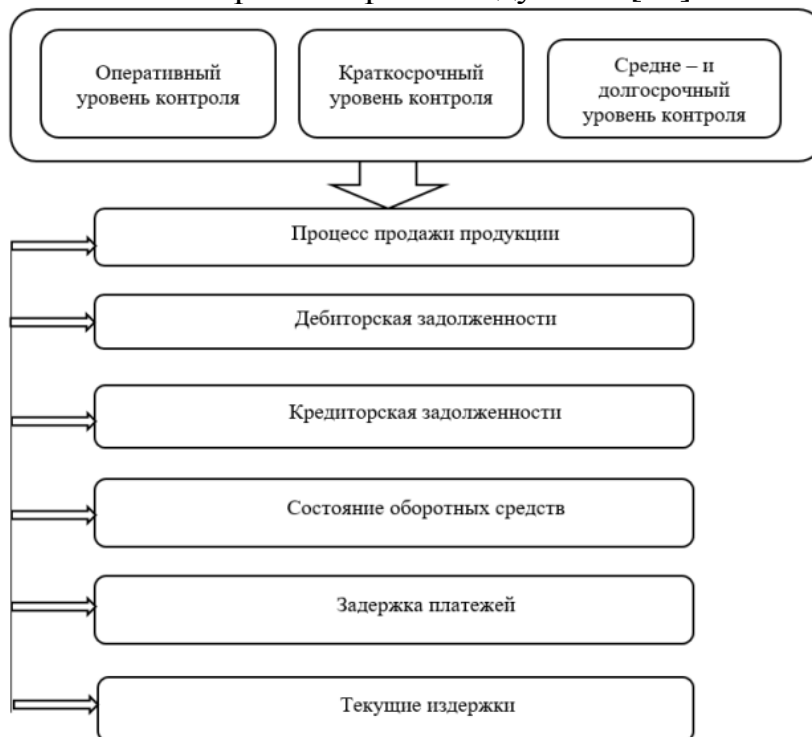 Оперативный
уровень контроля
Краткосрочный
уровень контроля
Средне – и
долгосрочный
уровень контроля
Процесс продажи продукции
Дебиторская задолженности
Кредиторская задолженности
Состояние оборотных средств
Задержка платежей
Текущие издержки